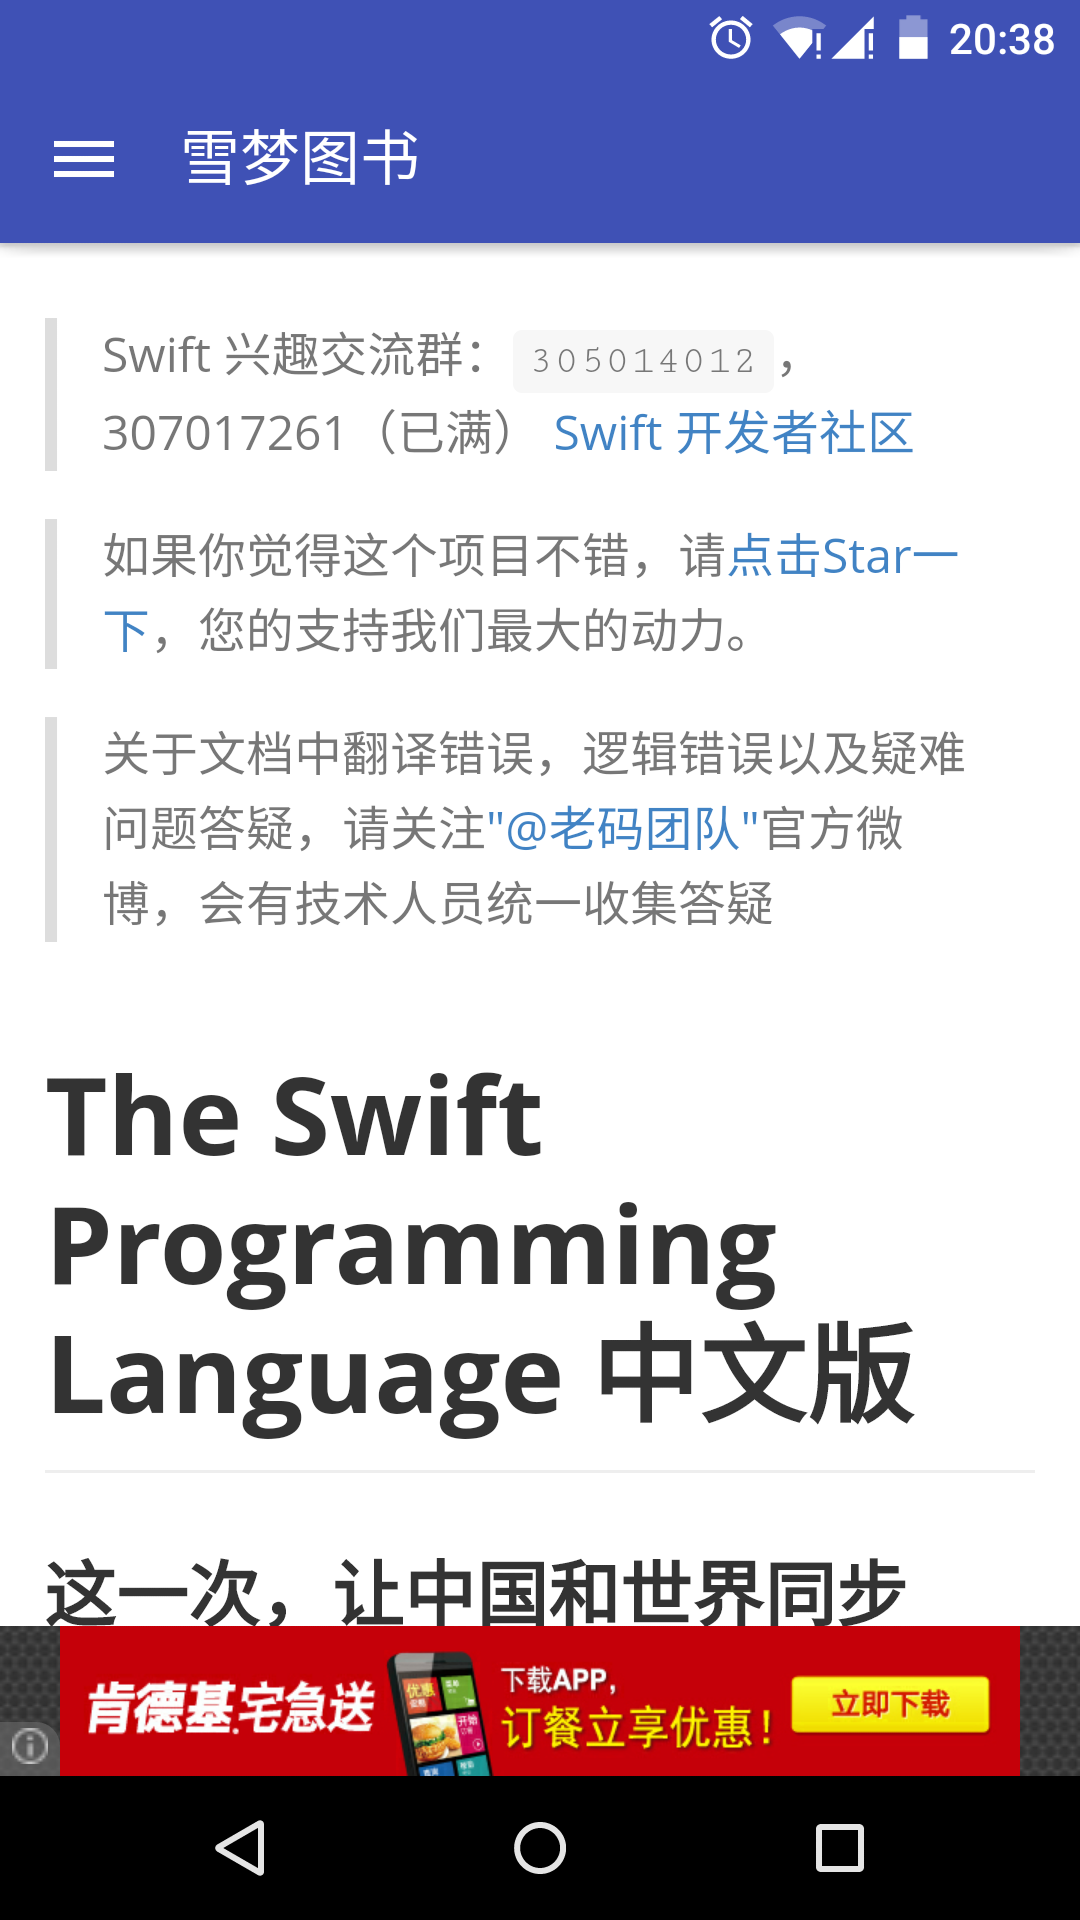 20:38
雪梦图书
Swift 兴趣交流群：305014012，
307017261（已满） Swift 开发者社区
如果你觉得这个项目不错，请点击Star一
下，您的支持我们最大的动力。
关于文档中翻译错误，逻辑错误以及疑难
问题答疑，请关注"@老码团队"官方微
博，会有技术人员统一收集答疑
The Swift
Programming
Language 中文版
这一次，让中国和世界同步
肯德基.宅急送
下载APP，
订餐立享优惠！
立即下载
优惠
开始